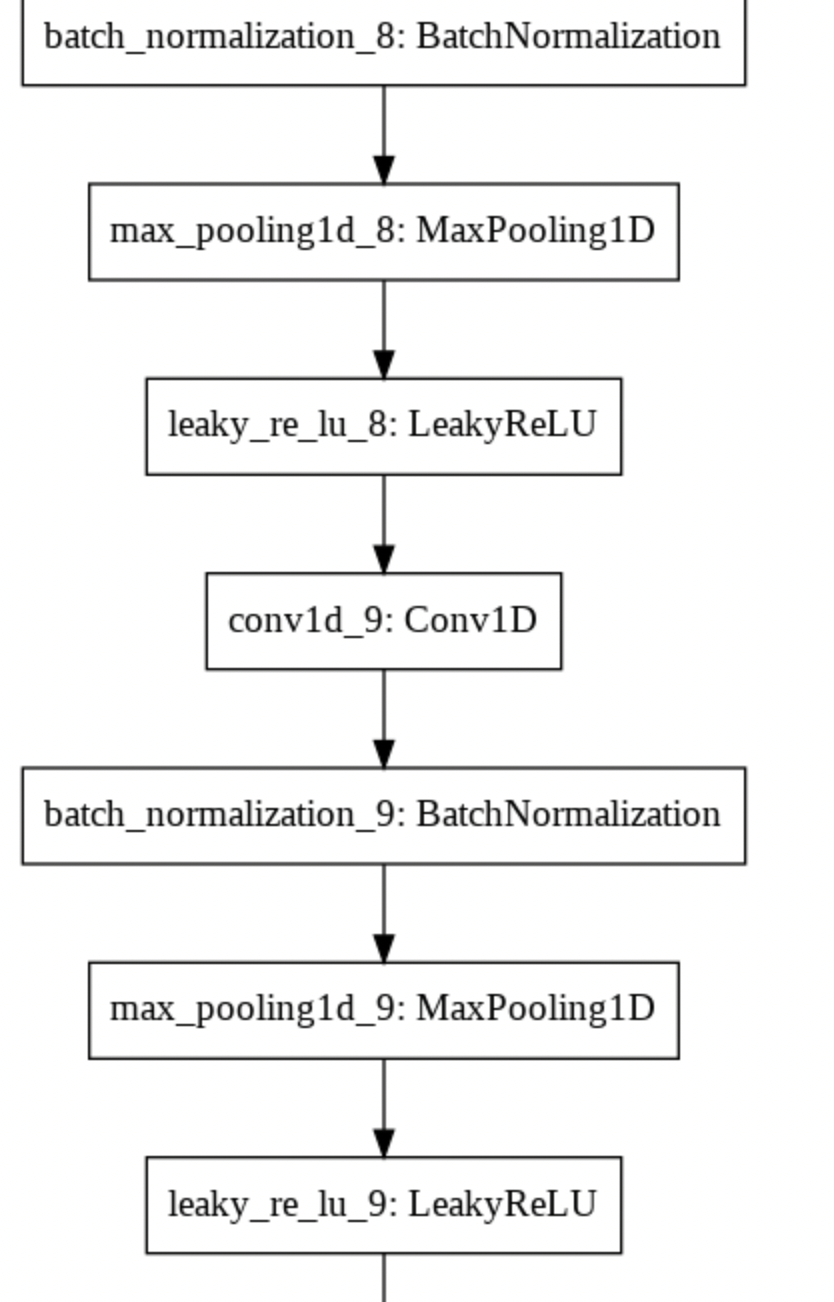 batch_normalization_8: BatchNormalization
max_pooling1d_8: MaxPooling1D
leaky_re_lu_8: LeakyReLU
conv1d_9: Conv1D
batch_normalization_9: BatchNormalization
max_pooling1d_9: MaxPooling1D
leaky_re_lu_9: LeakyReLU